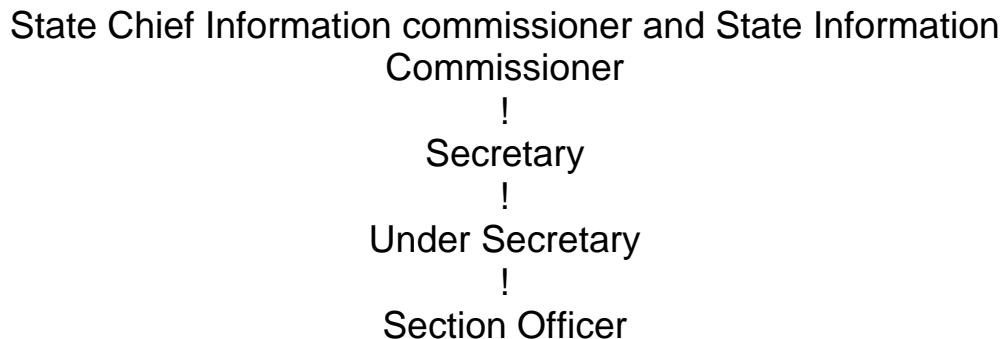 State Chief Information commissioner and State Information
Commissioner
!
Secretary
!
Under Secretary
!
Section Officer